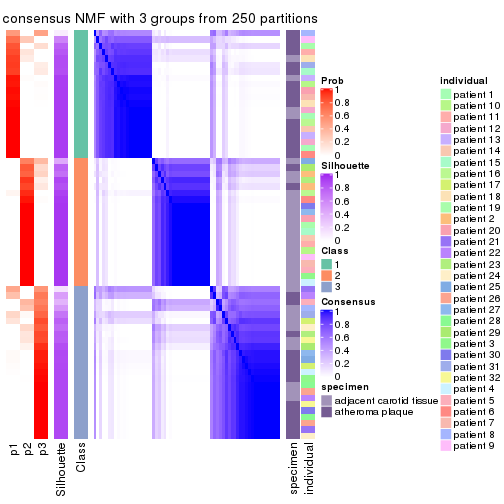 consensus NMF with 3 groups from 250 partitions
p1
p2
p3
Silhouette
Class
specimen
individual
Prob
1
0.8
0.6
0.4
0.2
0
Silhouette
1
0.8
0.6
0.4
0.2
0
Class
1
2
3
Consensus
1
0.8
0.6
0.4
0.2
0
specimen
adjacent carotid tissue
atheroma plaque
individual
patient 1
patient 10
patient 11
patient 12
patient 13
patient 14
patient 15
patient 16
patient 17
patient 18
patient 19
patient 2
patient 20
patient 21
patient 22
patient 23
patient 24
patient 25
patient 26
patient 27
patient 28
patient 29
patient 3
patient 30
patient 31
patient 32
patient 4
patient 5
patient 6
patient 7
patient 8
patient 9